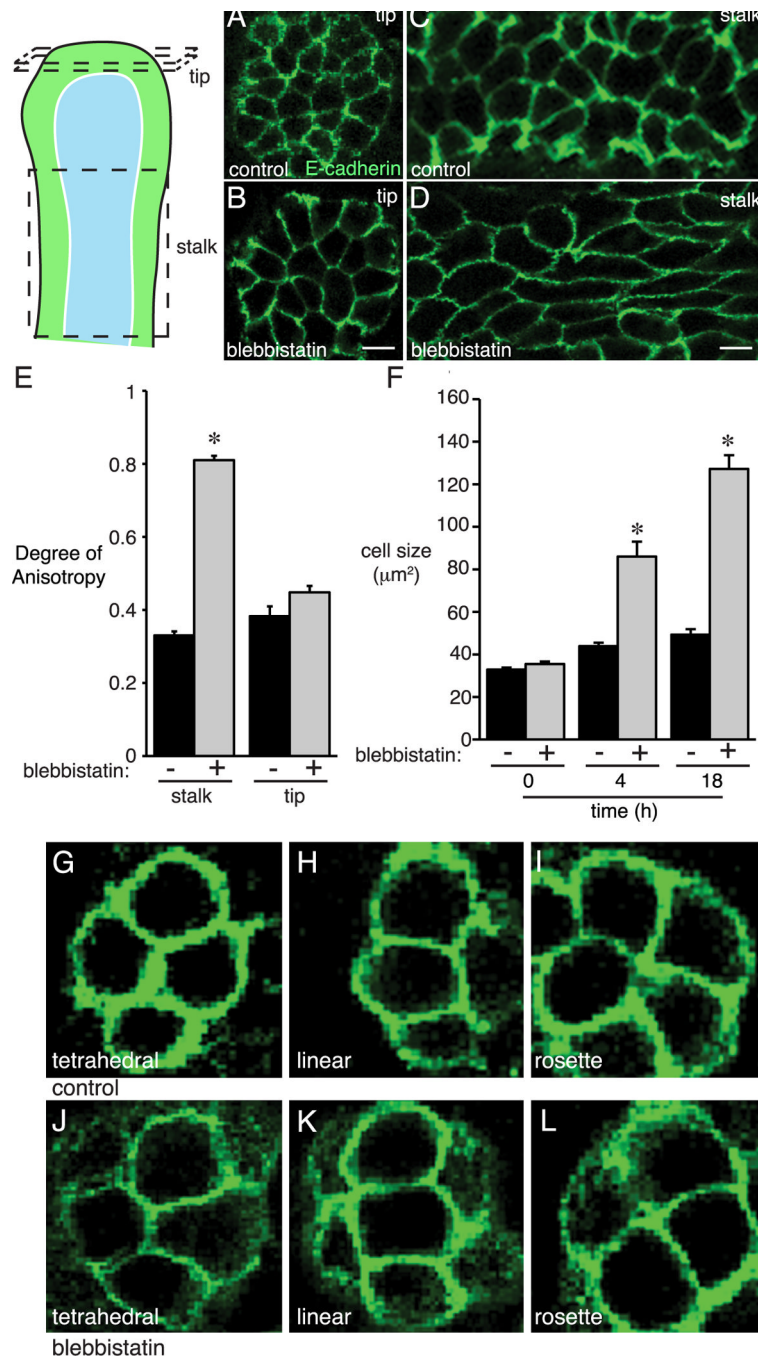 tip
stalk
A
tip
control
E-cadherin
B
tip
blebbistatin
C
stalk
control
D
stalk
blebbistatin
E
1
0.8
0.6
0.4
0.2
0
Degree of
Anisotropy
*
blebbistatin:
- + - +
stalk tip
F
160
140
120
100
80
60
40
20
0
cell size
(μm²)
*
*
blebbistatin:
- + - + - +
0 4 18
time (h)
G
tetrahedral
H
linear
I
rosette
control
J
tetrahedral
K
linear
L
rosette
blebbistatin